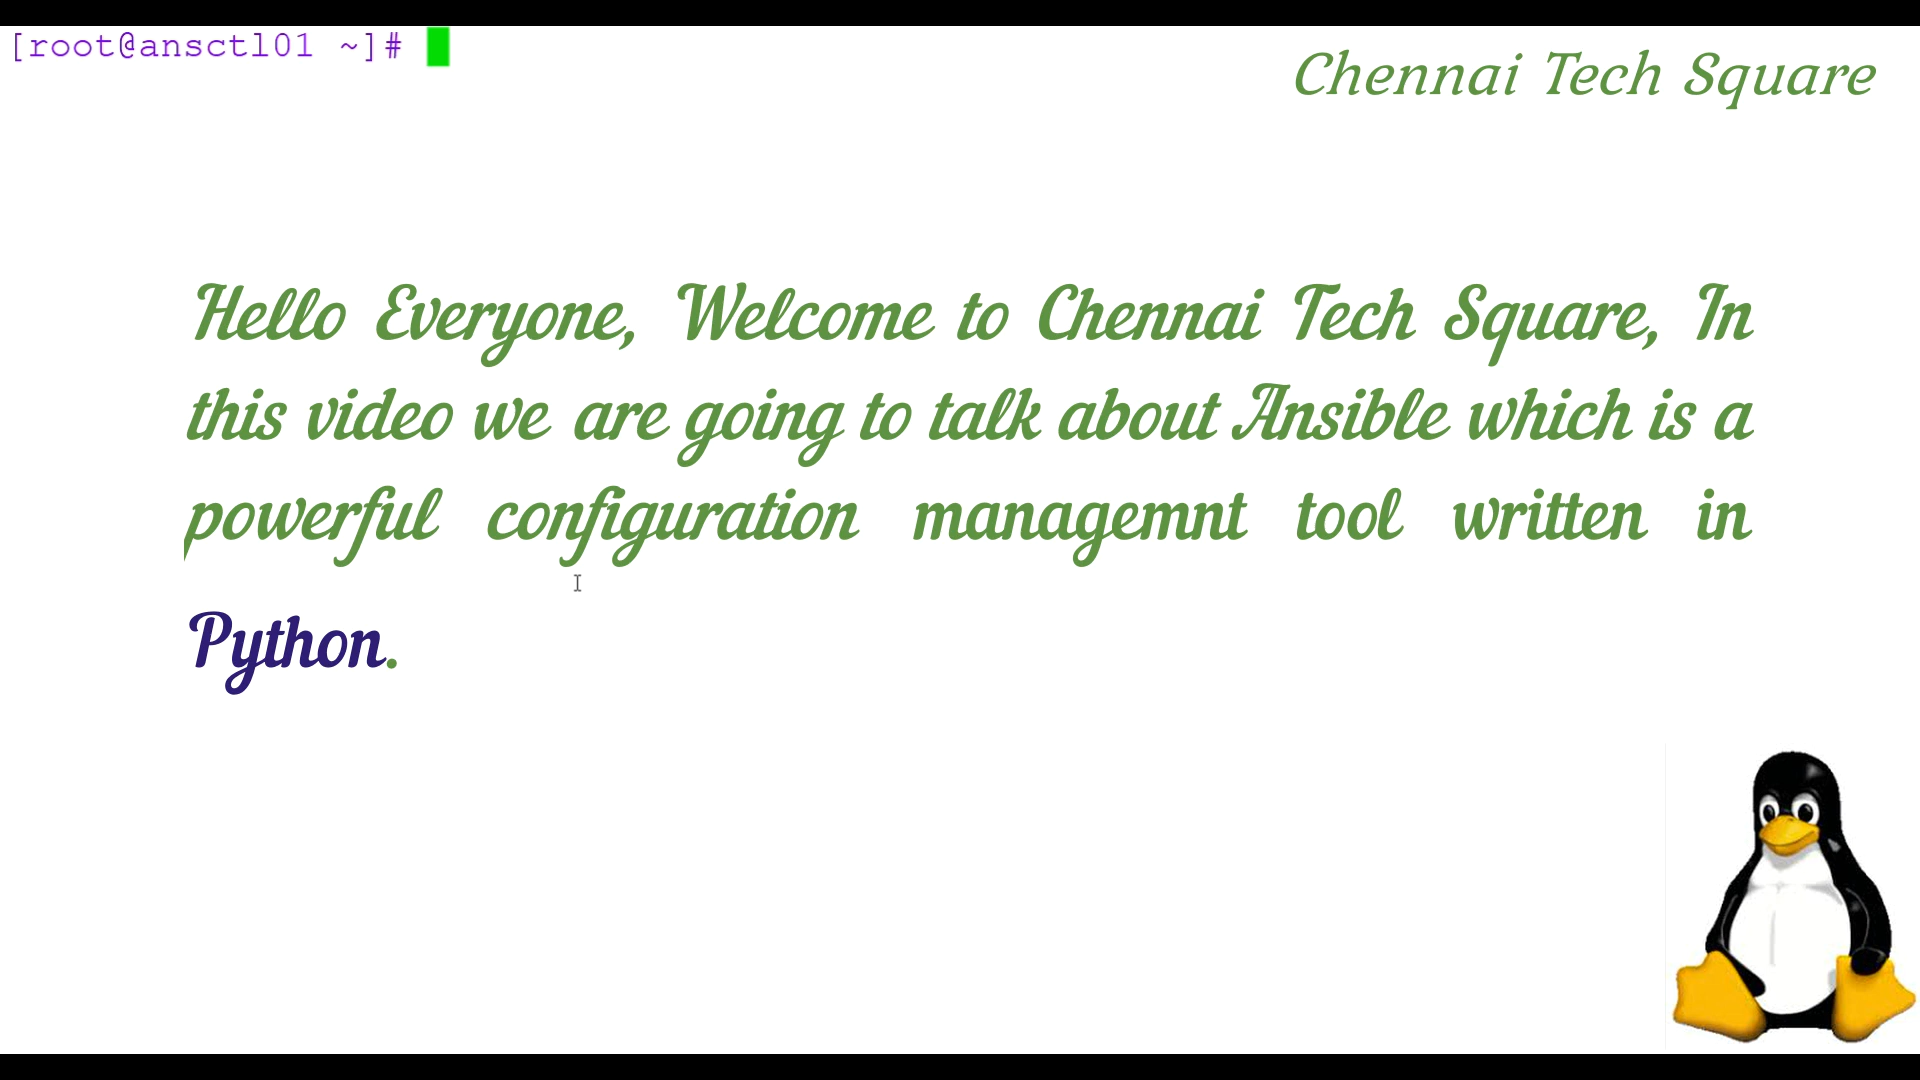 [root@ansctl01 ~]#
Chennai Tech Square
Hello Everyone, Welcome to Chennai Tech Square, In
this video we are going to talk about Ansible which is a
powerful configuration managemnt tool written in
Python.